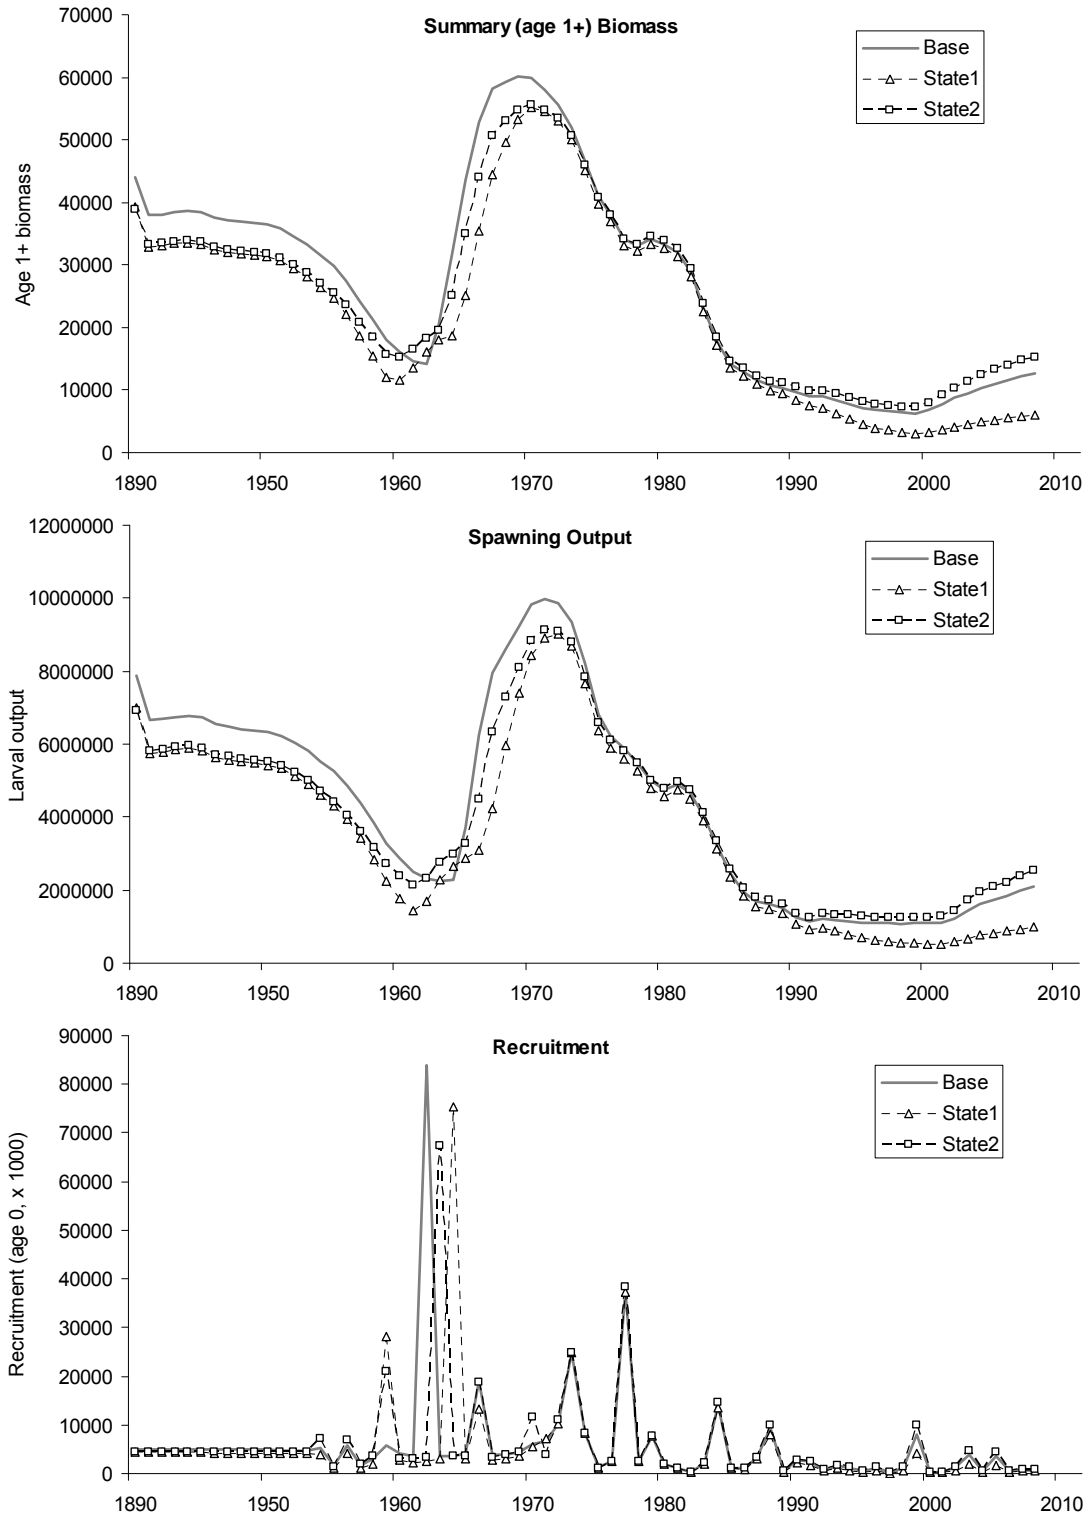 Summary (age 1+) Biomass
Base
State1
State2
Age 1+ biomass
70000
60000
50000
40000
30000
20000
10000
0
1890 1950 1960 1970 1980 1990 2000 2010
Spawning Output
Base
State1
State2
Larval output
12000000
10000000
8000000
6000000
4000000
2000000
0
1890 1950 1960 1970 1980 1990 2000 2010
Recruitment
Base
State1
State2
Recruitment (age 0, x 1000)
90000
80000
70000
60000
50000
40000
30000
20000
10000
0
1890 1950 1960 1970 1980 1990 2000 2010